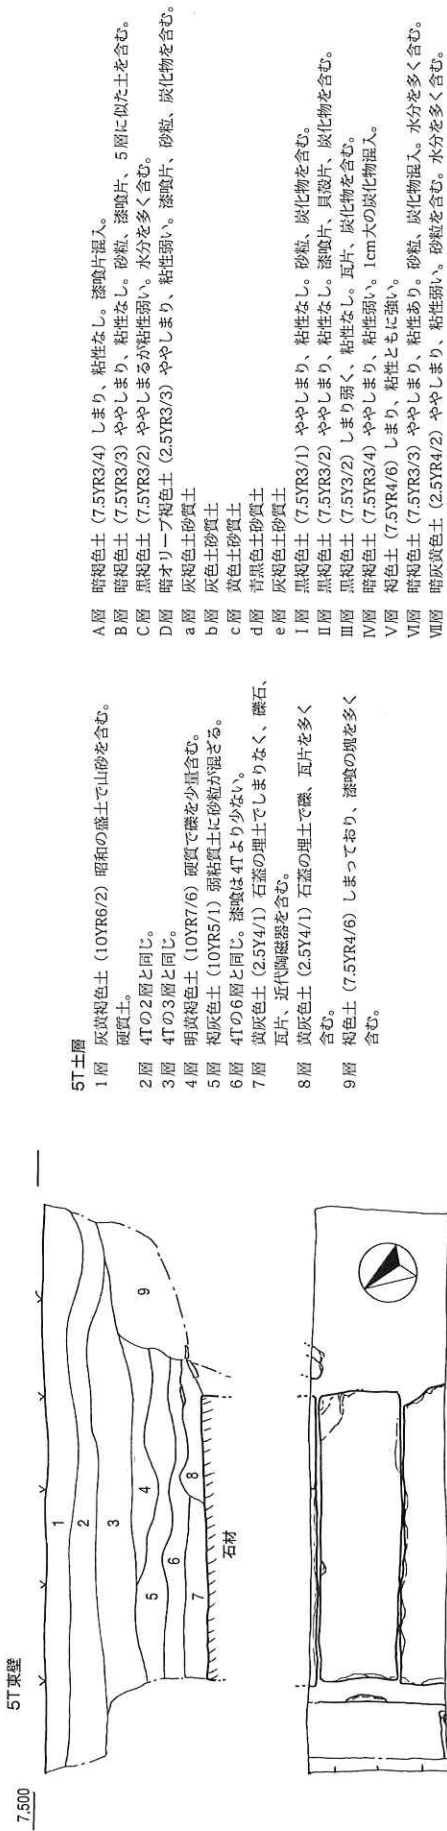 7.500
5T東壁
1
2
3
4
5
6
7
8
9
石材
5T土層
1層 灰黄褐色土（10YR6/2）昭和の盛土で山砂を含む。
硬質土。
2層 4Tの2層と同じ。
3層 4Tの3層と同じ。
4層 明黄褐色土（10YR7/6）硬質で礫を少量含む。
5層 褐灰色土（10YR5/1）弱粘質土に砂粒が混ざる。
6層 4Tの6層と同じ。漆喰は4Tより少ない。
7層 黄灰色土（2.5Y4/1）石蓋の埋土でしまりなく、礫石、
瓦片、近代陶磁器を含む。
8層 黄灰色土（2.5Y4/1）石蓋の埋土で礫、瓦片を多く
含む。
9層 褐色土（7.5YR4/6）しまっており、漆喰の塊を多く
含む。
A層 暗褐色土（7.5YR3/4）しまり、粘性なし。漆喰片混入。
B層 暗褐色土（7.5YR3/3）ややしまり、粘性なし。砂粒、漆喰片、5層に似た土を含む。
C層 黒褐色土（7.5YR3/2）ややしまるが粘性弱い。水分を多く含む。
D層 暗オリーブ褐色土（2.5YR3/3）ややしまり、粘性弱い。漆喰片、砂粒、炭化物を含む。
a層 灰褐色土砂質土
b層 灰色土砂質土
c層 黄色土砂質土
d層 青黒色土砂質土
e層 灰褐色土砂質土
Ⅰ層 黒褐色土（7.5YR3/1）ややしまり、粘性なし。砂粒、炭化物を含む。
Ⅱ層 黒褐色土（7.5YR3/2）ややしまり、粘性なし。漆喰片、貝殻片、炭化物を含む。
Ⅲ層 黒褐色土（7.5Y3/2）しまり弱く、粘性なし。瓦片、炭化物を含む。
Ⅳ層 暗褐色土（7.5YR3/4）ややしまり、粘性弱い。1cm大の炭化物混入。
Ⅴ層 褐色土（7.5YR4/6）しまり、粘性ともに強い。
Ⅵ層 暗褐色土（7.5YR3/3）ややしまり、粘性あり。砂粒、炭化物混入。水分を多く含む。
Ⅶ層 暗灰黄色土（2.5YR4/2）ややしまり、粘性弱い。砂粒を含む。水分を多く含む。